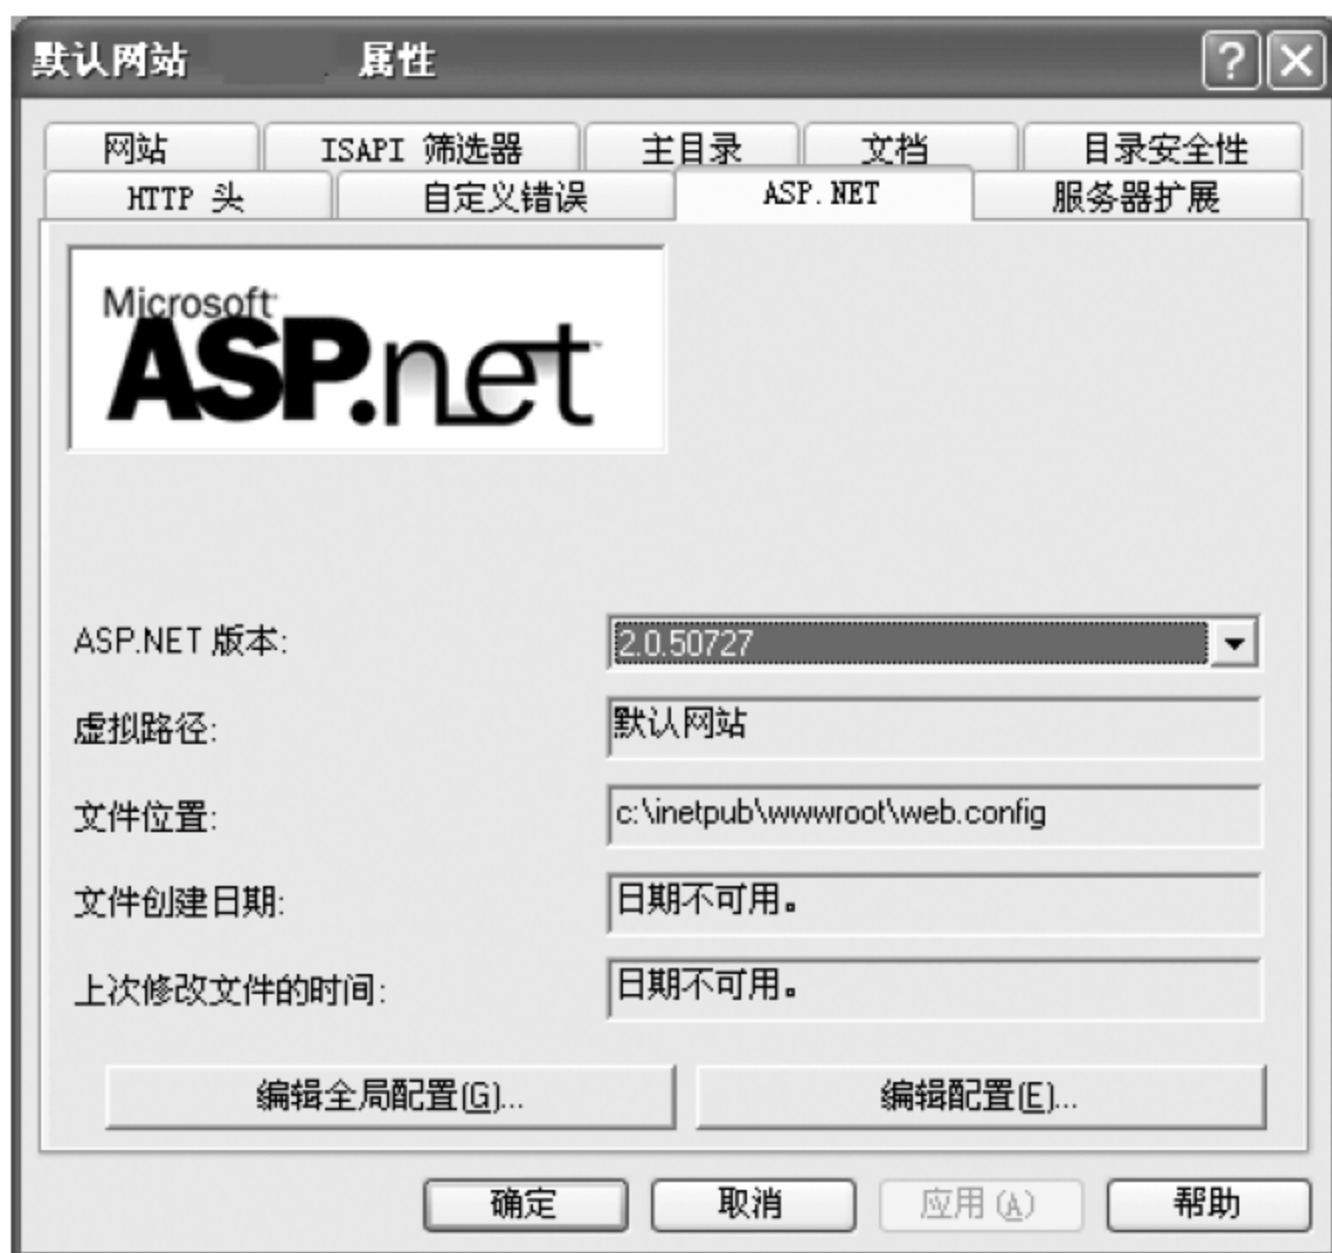 默认网站 属性
网站 ISAPI 筛选器 主目录 文档 目录安全性
HTTP 头 自定义错误 ASP.NET 服务器扩展
Microsoft
ASP.net
ASP.NET 版本: 2.0.50727
虚拟路径: 默认网站
文件位置: c:\inetpub\wwwroot\web.config
文件创建日期: 日期不可用。
上次修改文件的时间: 日期不可用。
编辑全局配置(G)... 编辑配置(E)...
确定 取消 应用(A) 帮助